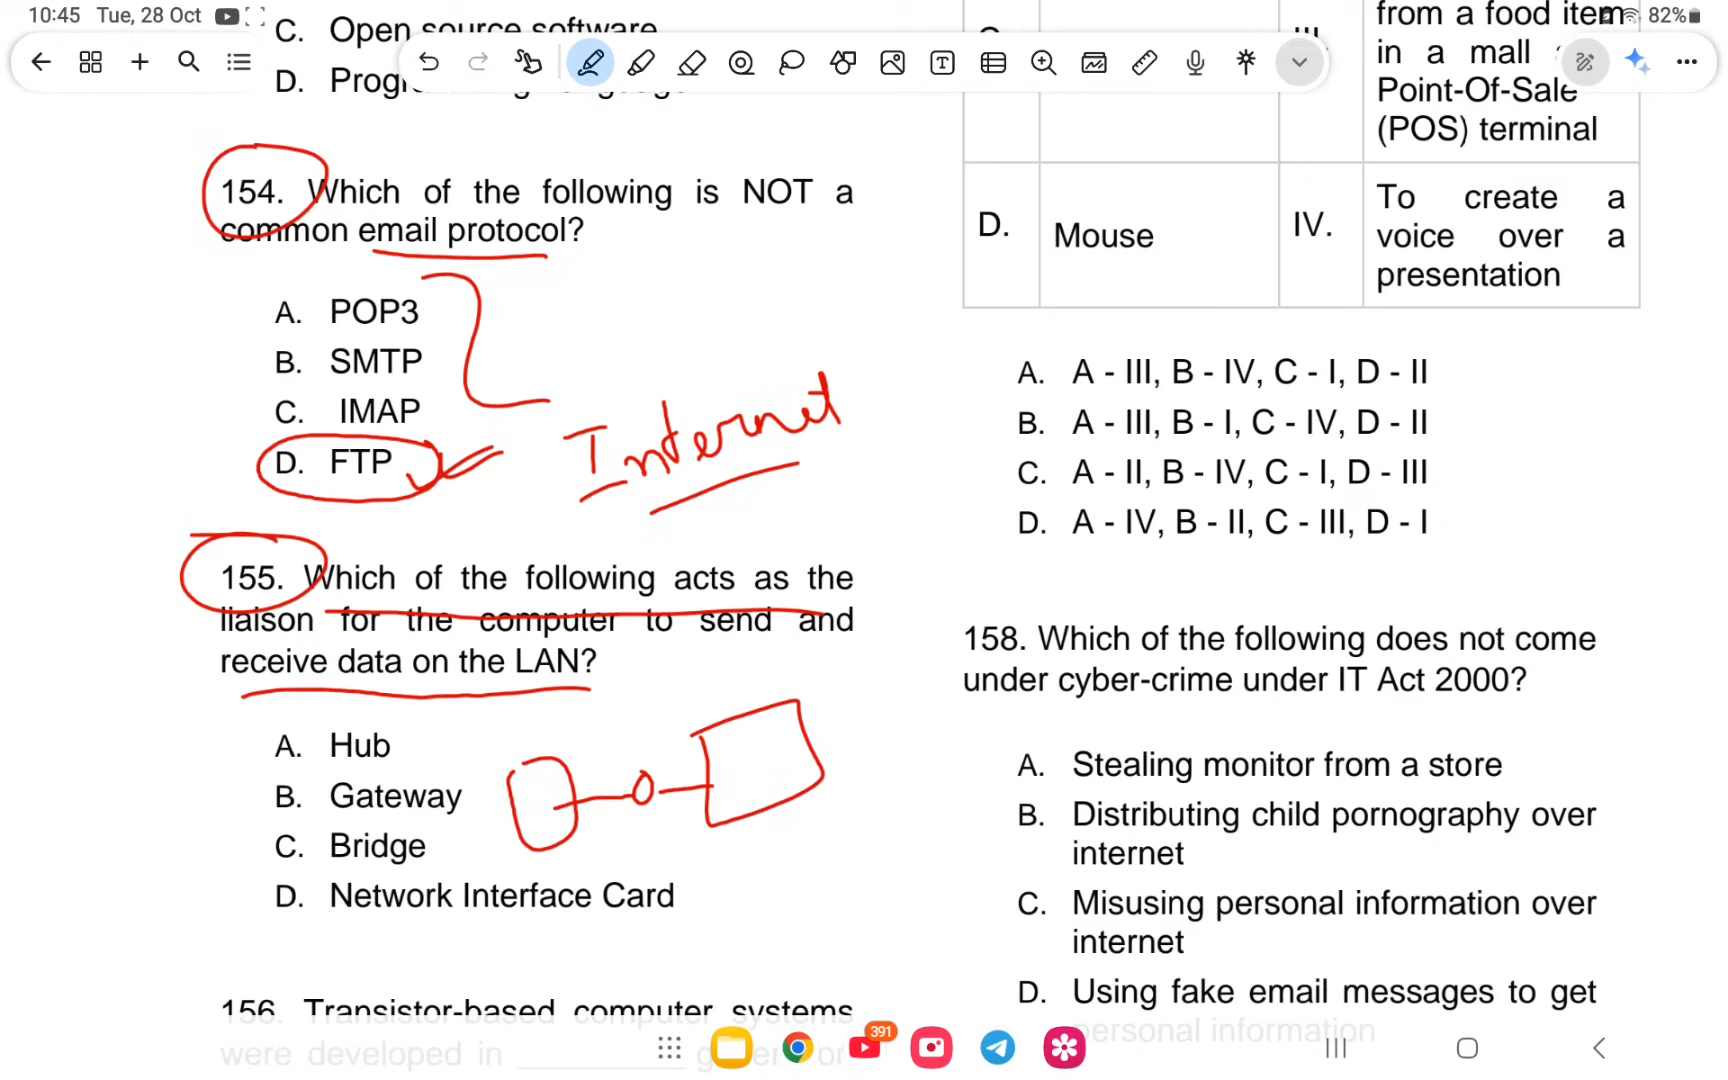 10:45 Tue, 28 Oct
82%
C. Open source software
D.
154. Which of the following is NOT a
common email protocol?
A. POP3
B. SMTP
C. IMAP
D. FTP
Internet
155. Which of the following acts as the
liaison for the computer to send and
receive data on the LAN?
A. Hub
B. Gateway
C. Bridge
D. Network Interface Card
156. Transistor-based computer systems
were developed in
391
from a food item
in a mall
Point-Of-Sale
(POS) terminal
D. Mouse IV. To create a
voice over a
presentation
A. A - III, B - IV, C - I, D - II
B. A - III, B - I, C - IV, D - II
C. A - II, B - IV, C - I, D - III
D. A - IV, B - II, C - III, D - I
158. Which of the following does not come
under cyber-crime under IT Act 2000?
A. Stealing monitor from a store
B. Distributing child pornography over
internet
C. Misusing personal information over
internet
D. Using fake email messages to get
personal information